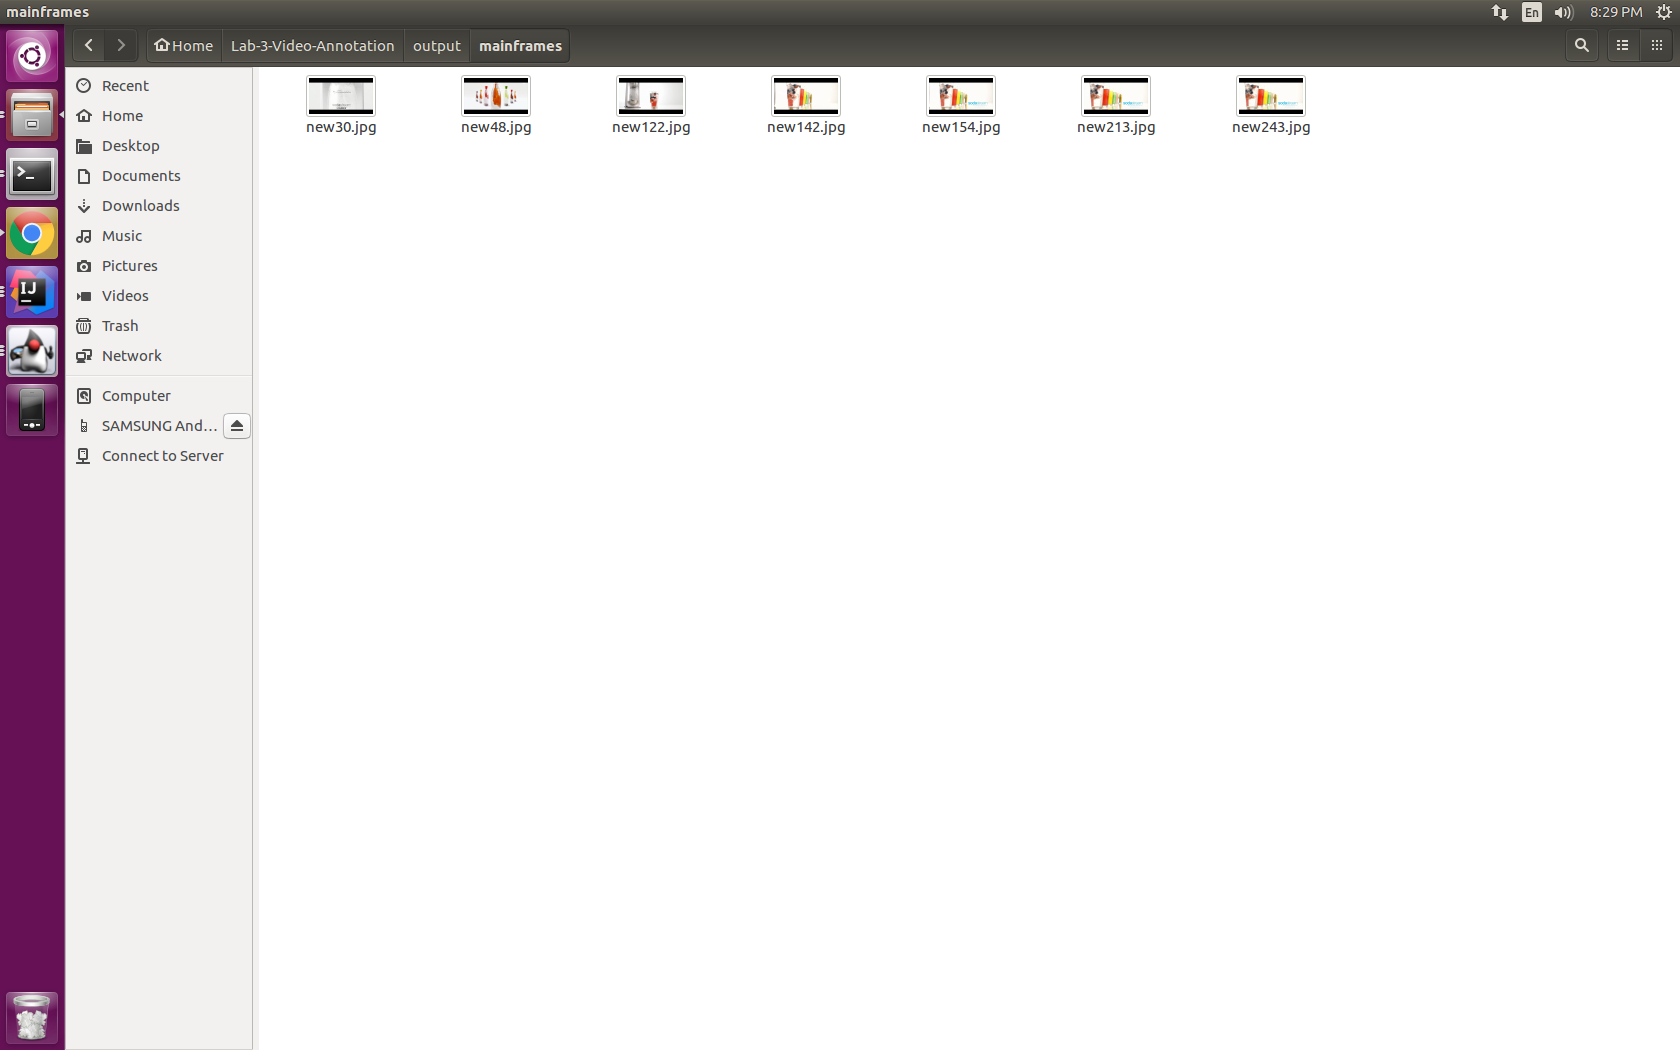 mainframes
En
8:29 PM
Home
Lab-3-Video-Annotation
output
mainframes
Recent
Home
Desktop
Documents
Downloads
Music
Pictures
Videos
Trash
Network
Computer
SAMSUNG And...
Connect to Server
IJ
new30.jpg
new48.jpg
new122.jpg
new142.jpg
new154.jpg
new213.jpg
new243.jpg